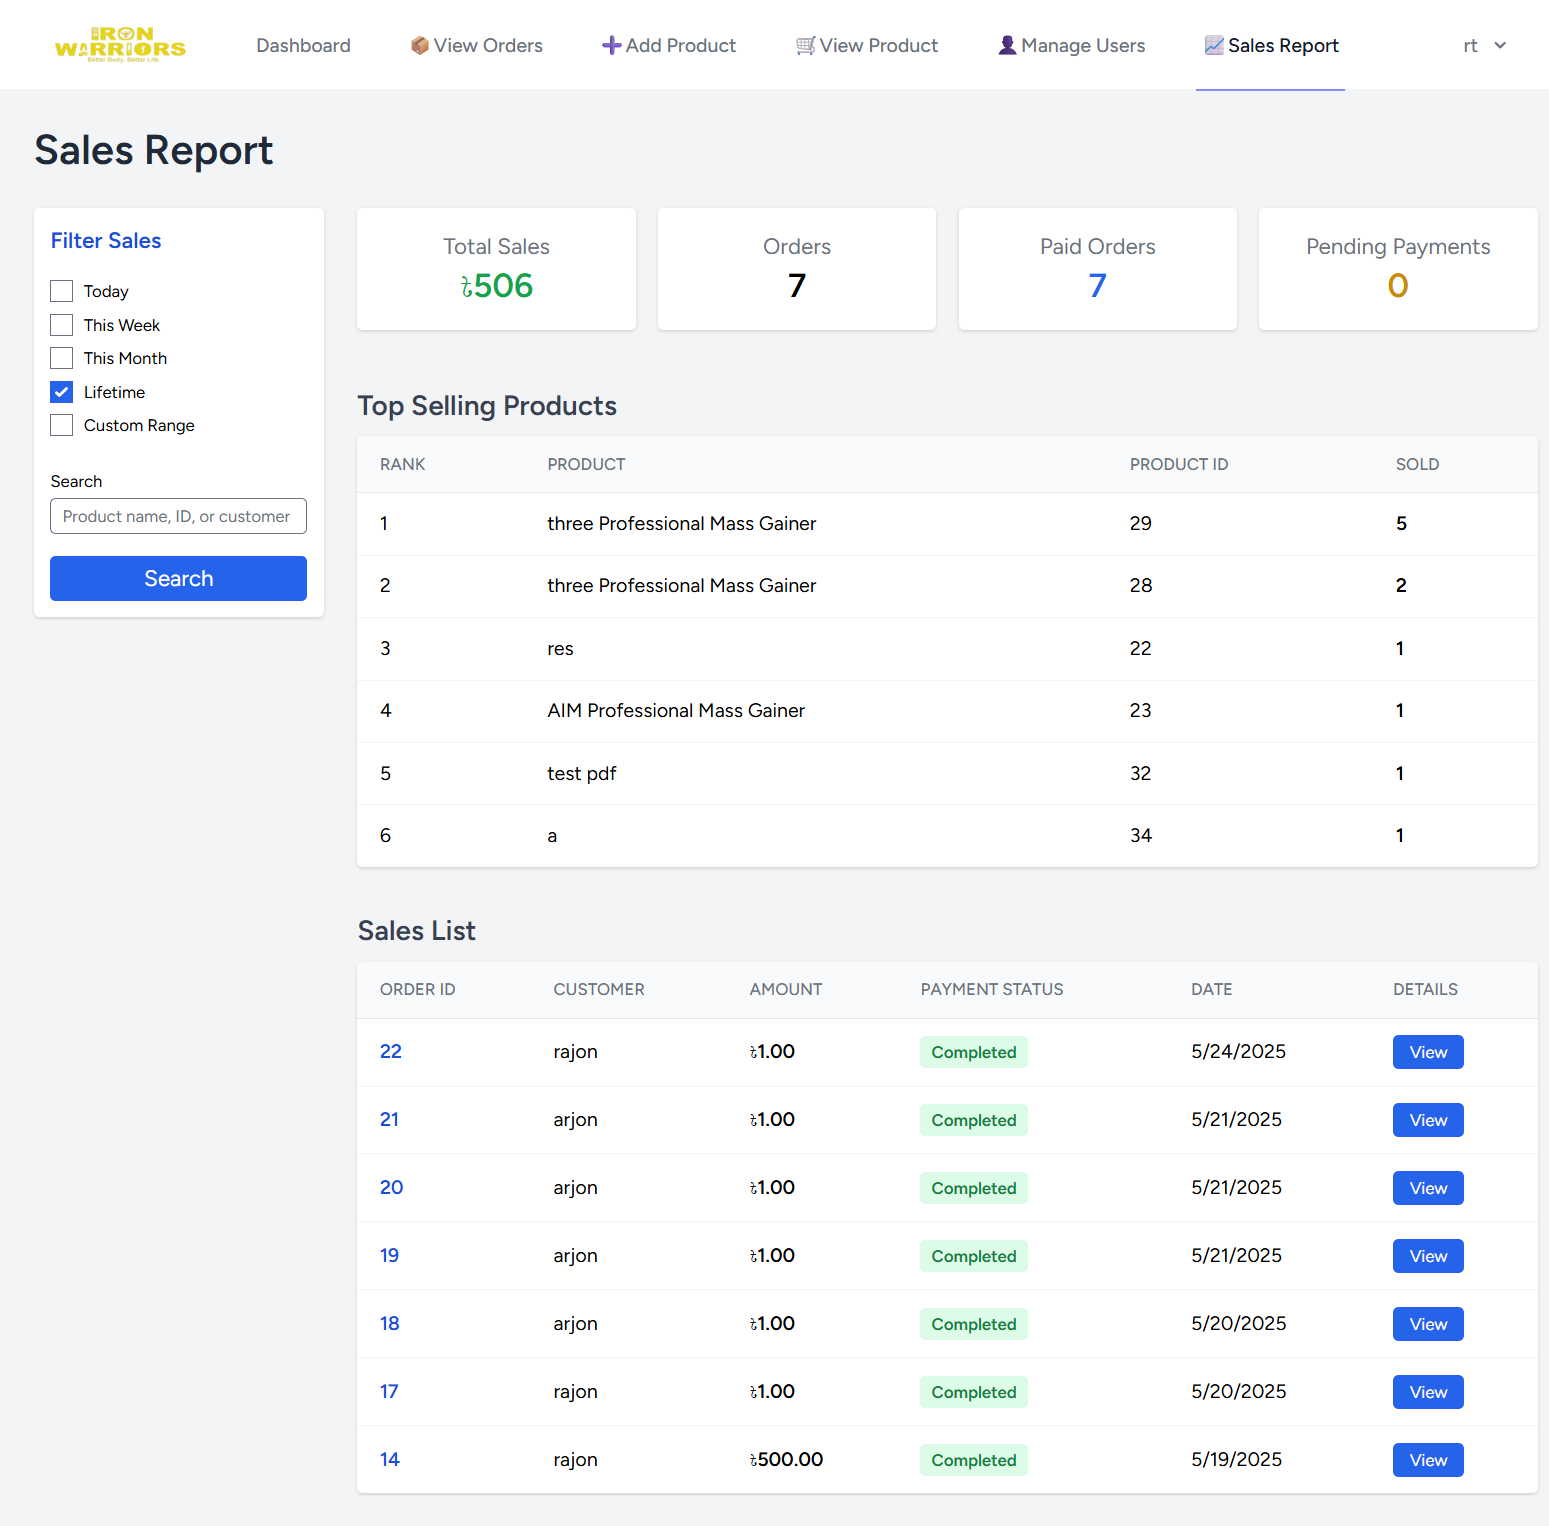 IRON
WARRIORS
Better Body. Better Life.
Dashboard
View Orders
Add Product
View Product
Manage Users
Sales Report
rt
Sales Report
Filter Sales
Today
This Week
This Month
Lifetime
Custom Range
Search
Product name, ID, or customer
Search
Total Sales
৳506
Orders
7
Paid Orders
7
Pending Payments
0
Top Selling Products
RANK PRODUCT PRODUCT ID SOLD
1 three Professional Mass Gainer 29 5
2 three Professional Mass Gainer 28 2
3 res 22 1
4 AIM Professional Mass Gainer 23 1
5 test pdf 32 1
6 a 34 1
Sales List
ORDER ID CUSTOMER AMOUNT PAYMENT STATUS DATE DETAILS
22 rajon ৳1.00 Completed 5/24/2025 View
21 arjon ৳1.00 Completed 5/21/2025 View
20 arjon ৳1.00 Completed 5/21/2025 View
19 arjon ৳1.00 Completed 5/21/2025 View
18 arjon ৳1.00 Completed 5/20/2025 View
17 rajon ৳1.00 Completed 5/20/2025 View
14 rajon ৳500.00 Completed 5/19/2025 View